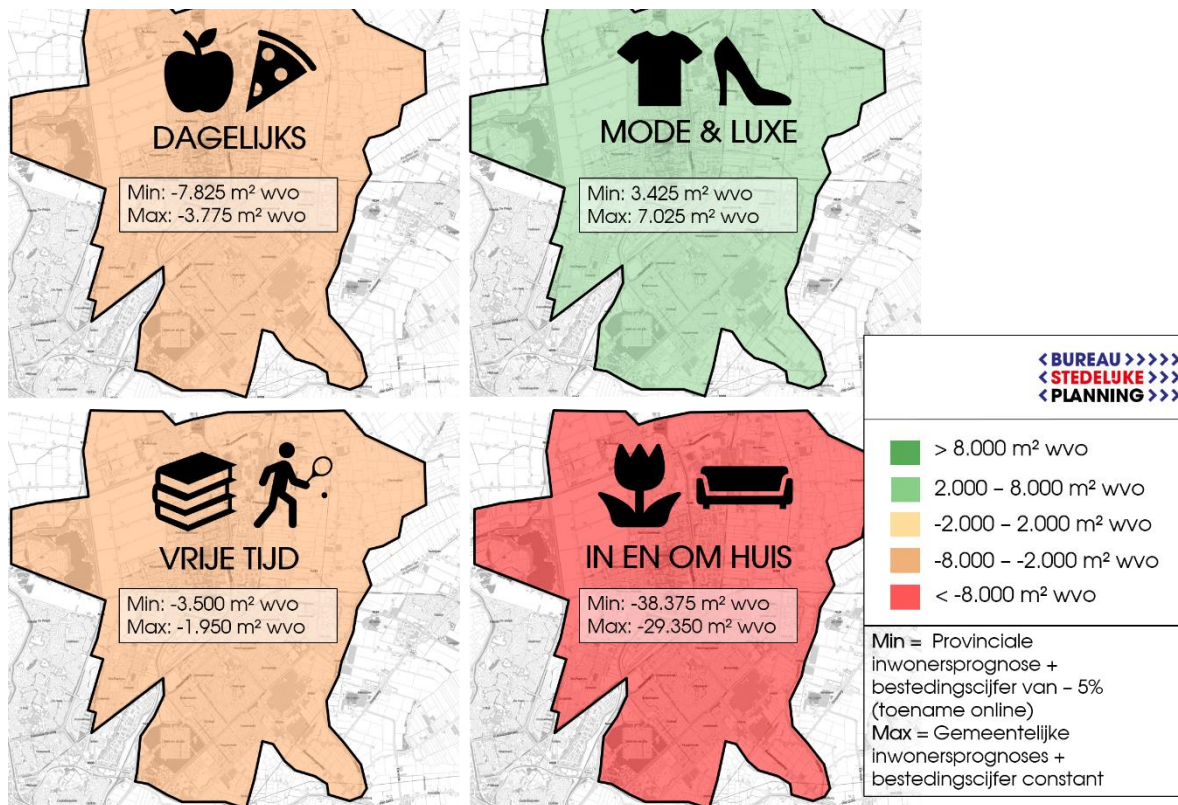 DAGELIJKS
Min: -7.825 m² wvo
Max: -3.775 m² wvo
MODE & LUXE
Min: 3.425 m² wvo
Max: 7.025 m² wvo
VRIJE TIJD
Min: -3.500 m² wvo
Max: -1.950 m² wvo
IN EN OM HUIS
Min: -38.375 m² wvo
Max: -29.350 m² wvo
<BUREAU >>>>>
<STEDELIJKE >>>
<PLANNING >>>
> 8.000 m² wvo
2.000 – 8.000 m² wvo
-2.000 – 2.000 m² wvo
-8.000 – -2.000 m² wvo
< -8.000 m² wvo
Min = Provinciale
inwonersprognose +
bestedingscijfer van – 5%
(toename online)
Max = Gemeentelijke
inwonersprognoses +
bestedingscijfer constant